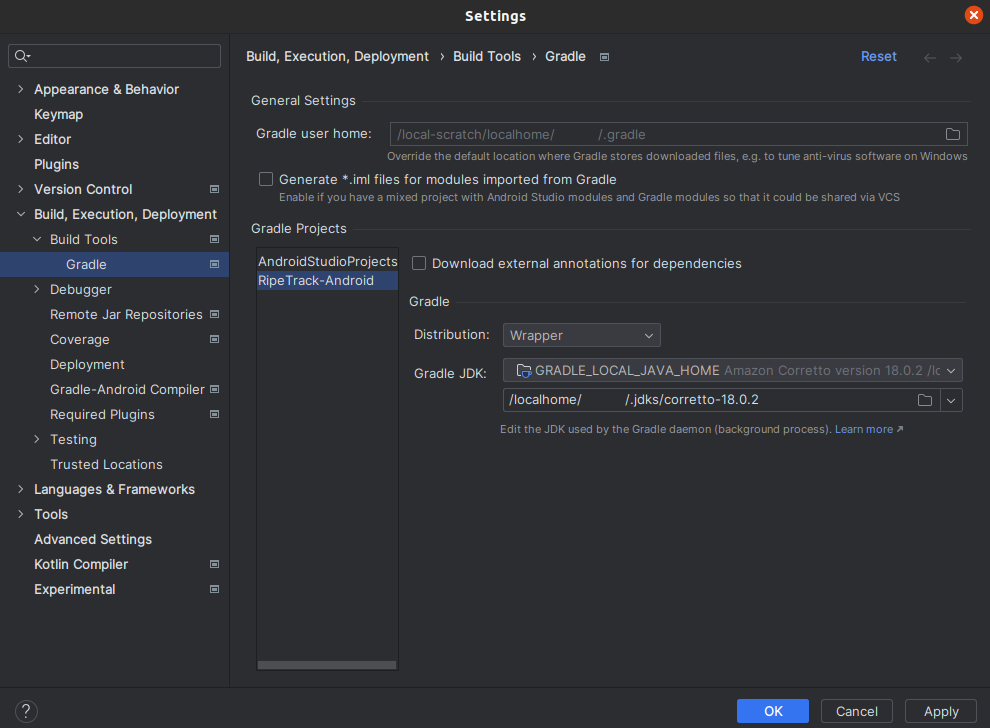 Settings
Build, Execution, Deployment › Build Tools › Gradle
Reset
Appearance & Behavior
Keymap
Editor
Plugins
Version Control
Build, Execution, Deployment
Build Tools
Gradle
Debugger
Remote Jar Repositories
Coverage
Deployment
Gradle-Android Compiler
Required Plugins
Testing
Trusted Locations
Languages & Frameworks
Tools
Advanced Settings
Kotlin Compiler
Experimental
General Settings
Gradle user home: /local-scratch/localhome/ /.gradle
Override the default location where Gradle stores downloaded files, e.g. to tune anti-virus software on Windows
Generate *.iml files for modules imported from Gradle
Enable if you have a mixed project with Android Studio modules and Gradle modules so that it could be shared via VCS
Gradle Projects
AndroidStudioProjects
RipeTrack-Android
Download external annotations for dependencies
Gradle
Distribution: Wrapper
Gradle JDK: GRADLE_LOCAL_JAVA_HOME Amazon Corretto version 18.0.2 /lc
/localhome/ /.jdks/corretto-18.0.2
Edit the JDK used by the Gradle daemon (background process). Learn more ↗
?
OK Cancel Apply